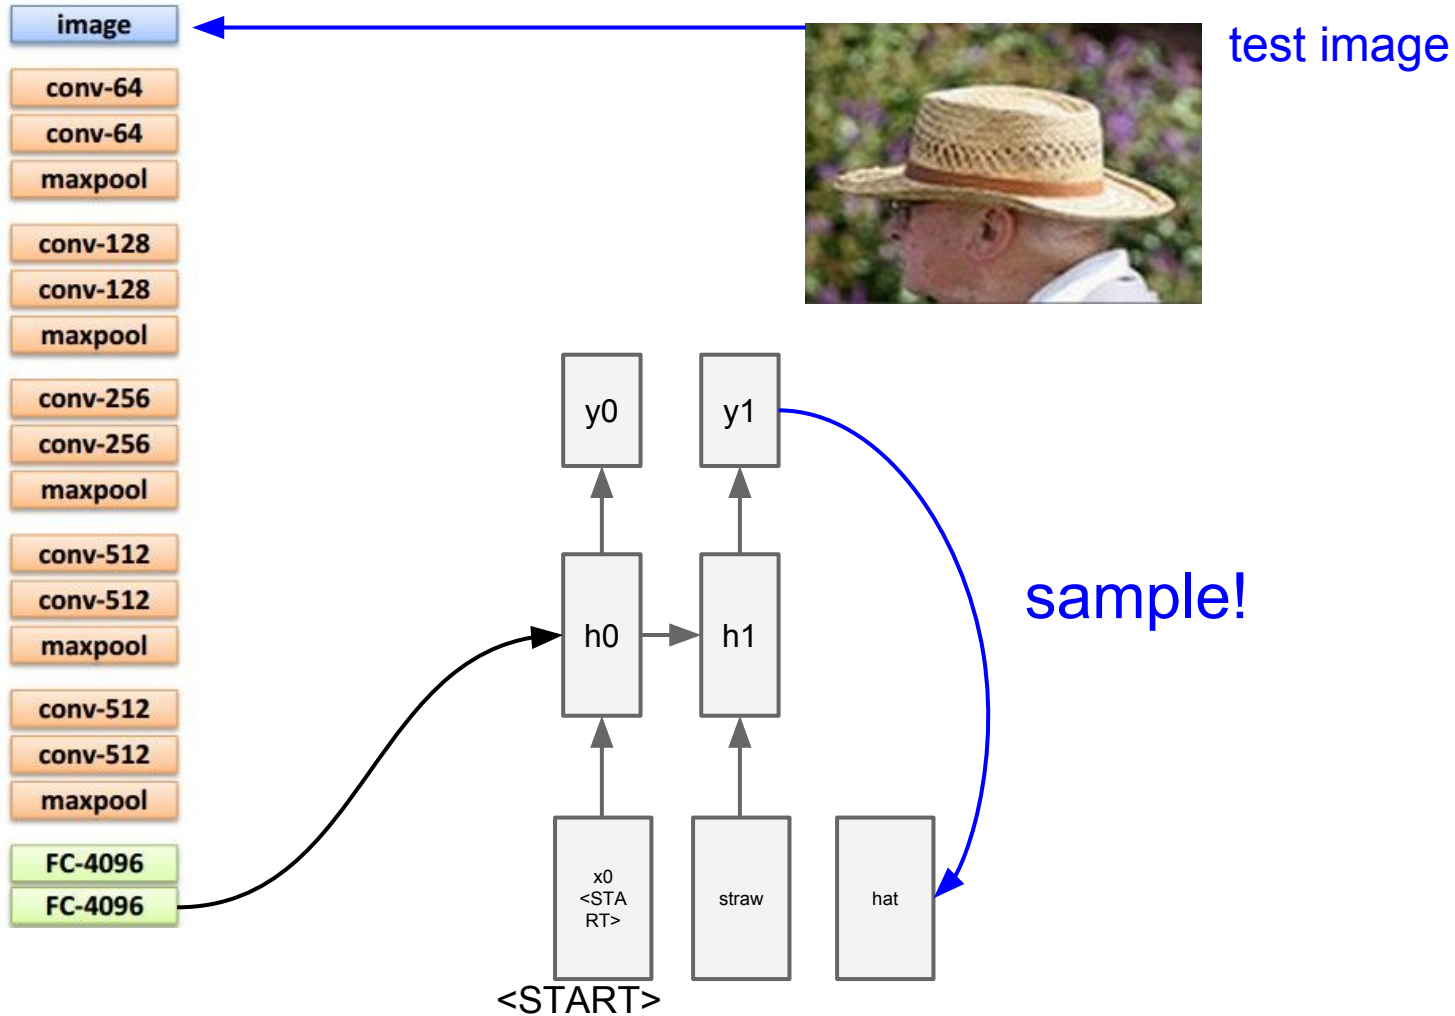 image
test image
conv-64
conv-64
maxpool
conv-128
conv-128
maxpool
conv-256
conv-256
maxpool
conv-512
conv-512
maxpool
conv-512
conv-512
maxpool
FC-4096
FC-4096
y0
y1
h0
h1
sample!
x0
<STA
RT>
straw
hat
<START>